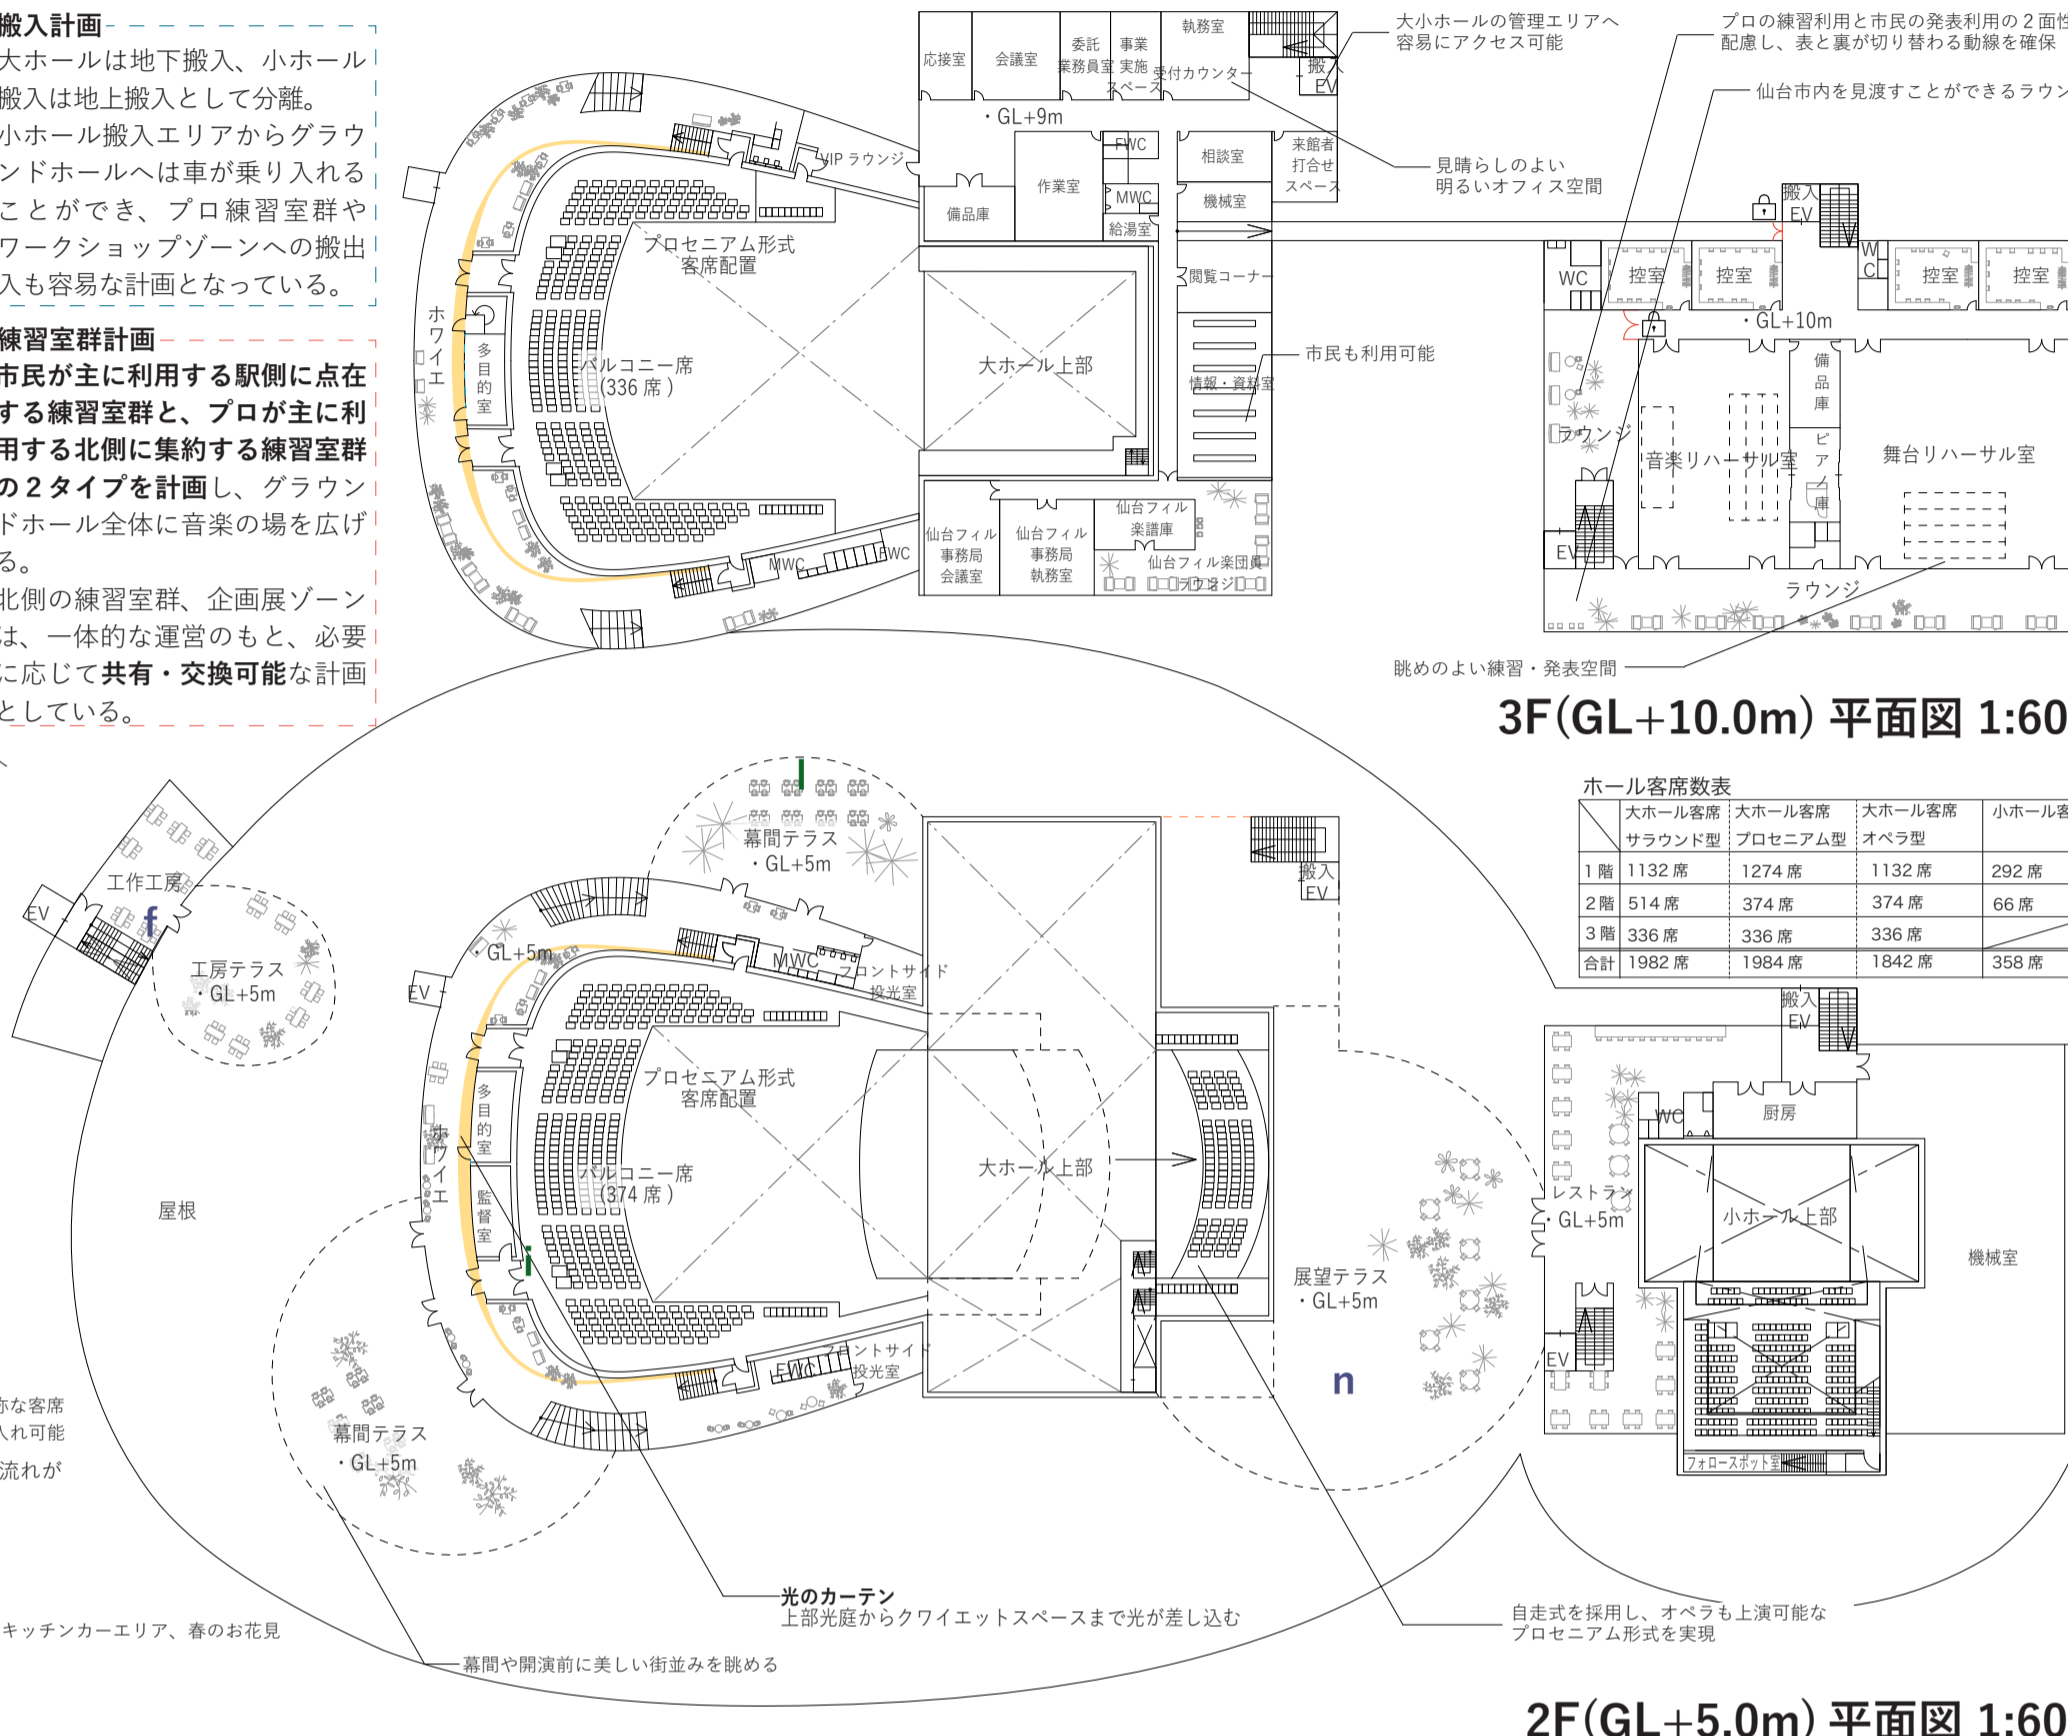 搬入計画
大ホールは地下搬入、小ホール
搬入は地上搬入として分離。
小ホール搬入エリアからグラウ
ンドホールへは車が乗り入れる
ことができ、プロ練習室群や
ワークショップゾーンへの搬出
入も容易な計画となっている。
練習室群計画
市民が主に利用する駅側に点在
する練習室群と、プロが主に利
用する北側に集約する練習室群
の2タイプを計画し、グラウン
ドホール全体に音楽の場を広げ
る。
北側の練習室群、企画展ゾーン
は、一体的な運営のもと、必要
に応じて共有・交換可能な計画
としている。
応接室
会議室
委託
業務員室
事業
実施
スペース
執務室
受付カウンター
搬入
EV
・GL+9m
大小ホールの管理エリアへ
容易にアクセス可能
見晴らしのよい
明るいオフィス空間
VIP ラウンジ
備品庫
作業室
FWC
MWC
給湯室
相談室
機械室
来館者
打合せ
スペース
閲覧コーナー
情報・資料室
市民も利用可能
プロセニアム形式
客席配置
ホワイエ
多目的室
バルコニー席
(336 席 )
大ホール上部
MWC
FWC
仙台フィル
事務局
会議室
仙台フィル
事務局
執務室
仙台フィル
楽譜庫
仙台フィル楽団員
ラウンジ
プロの練習利用と市民の発表利用の2面性
配慮し、表と裏が切り替わる動線を確保
仙台市内を見渡すことができるラウン
搬入
EV
WC
控室
控室
WC
控室
控室
・GL+10m
ラウンジ
音楽リハーサル室
備品庫
ピアノ庫
舞台リハーサル室
EV
ラウンジ
眺めのよい練習・発表空間
3F(GL+10.0m) 平面図 1:60
ホール客席数表
大ホール客席
サラウンド型
大ホール客席
プロセニアム型
大ホール客席
オペラ型
小ホール客
1 階 1132 席 1274 席 1132 席 292 席
2 階 514 席 374 席 374 席 66 席
3 階 336 席 336 席 336 席
合計 1982 席 1984 席 1842 席 358 席
幕間テラス
・GL+5m
工作工房
EV
f
工房テラス
・GL+5m
・GL+5m
EV
MWC
フロントサイド
投光室
搬入
EV
プロセニアム形式
客席配置
多目的室
ホワイエ
監督室
バルコニー席
(374 席 )
大ホール上部
屋根
FWC
フロントサイド
投光室
展望テラス
・GL+5m
n
幕間テラス
・GL+5m
搬入
EV
WC
厨房
レストラン
・GL+5m
小ホール上部
機械室
EV
フォロースポット室
な客席
入れ可能
流れが
光のカーテン
上部光庭からクワイエットスペースまで光が差し込む
自走式を採用し、オペラも上演可能な
プロセニアム形式を実現
キッチンカーエリア、春のお花見
幕間や開演前に美しい街並みを眺める
2F(GL+5.0m) 平面図 1:60